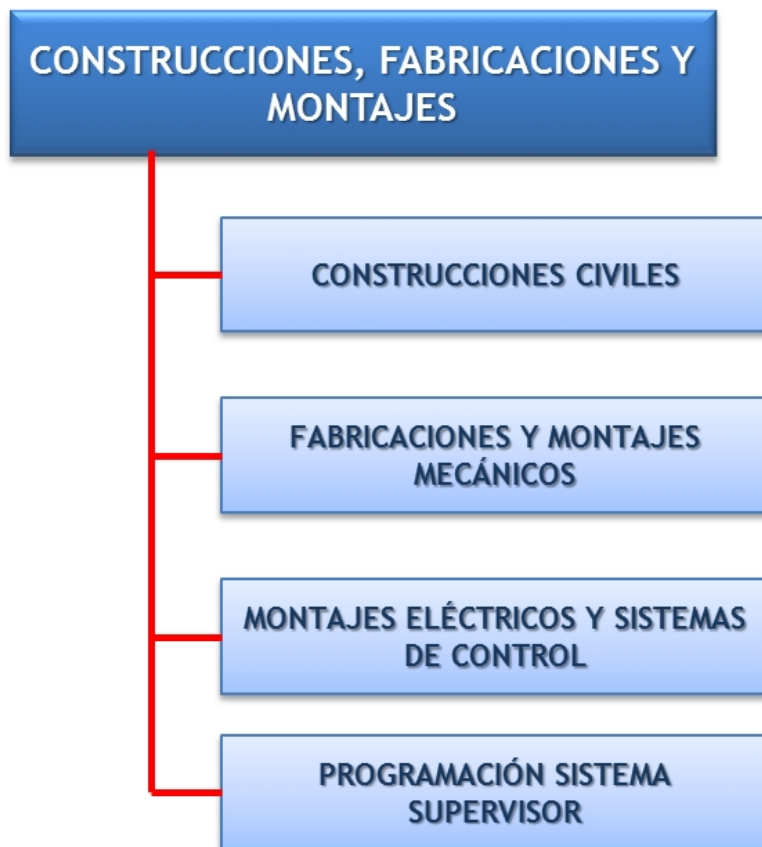 CONSTRUCCIONES, FABRICACIONES Y
MONTAJES
CONSTRUCCIONES CIVILES
FABRICACIONES Y MONTAJES
MECÁNICOS
MONTAJES ELÉCTRICOS Y SISTEMAS
DE CONTROL
PROGRAMACIÓN SISTEMA
SUPERVISOR